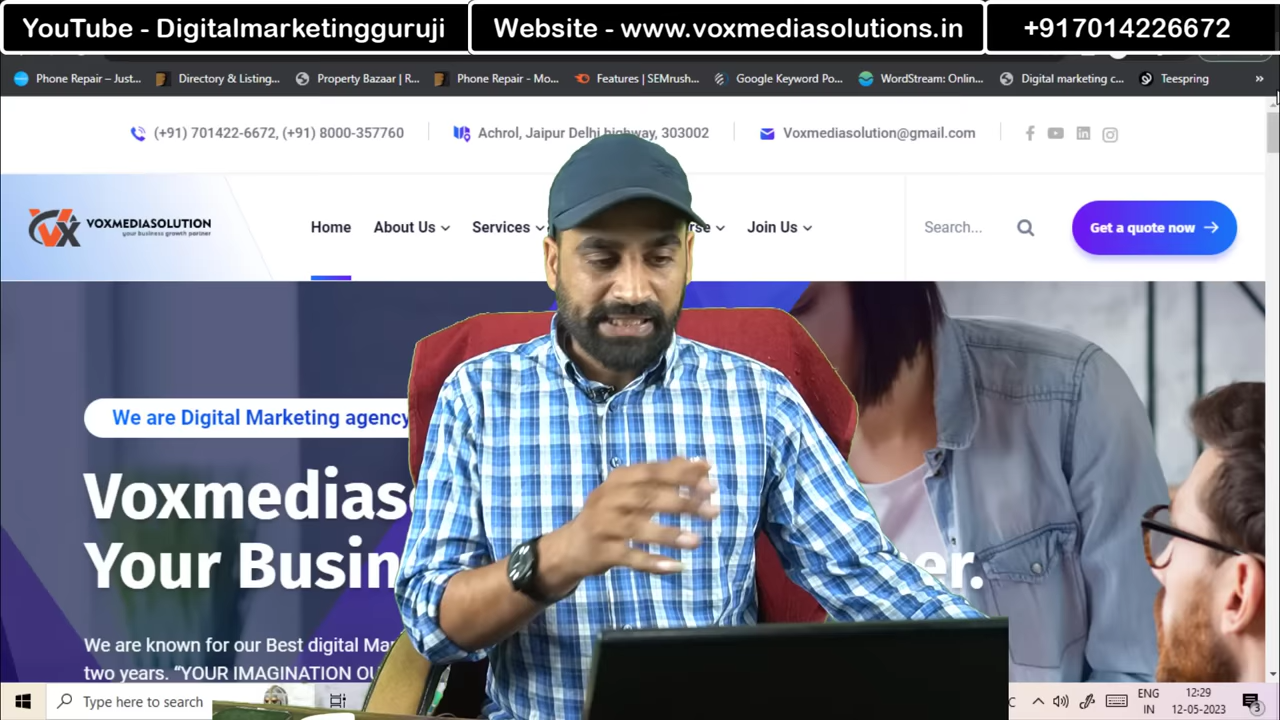 YouTube - Digitalmarketingguruji
Website - www.voxmediasolutions.in
+917014226672
Phone Repair – Just...
Directory & Listing...
Property Bazaar | R...
Phone Repair - Mo...
Features | SEMrush...
Google Keyword Po...
WordStream: Onlin...
Digital marketing c...
Teespring
»
(+91) 701422-6672, (+91) 8000-357760
Achrol, Jaipur Delhi highway, 303002
Voxmediasolution@gmail.com
VOXMEDIASOLUTION
your business growth partner
Home
About Us
Services
Join Us
Search...
Get a quote now
We are Digital Marketing agency
Voxmedias
Your Busin er.
We are known for our Best digital Ma
two years. “YOUR IMAGINATION OU
Type here to search
ENG
IN
12:29
12-05-2023
3